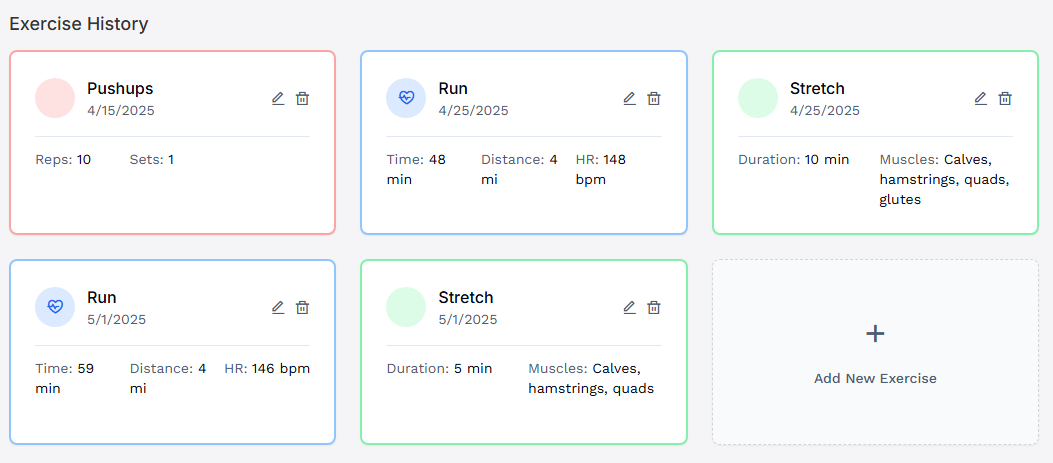 Exercise History
Pushups
4/15/2025
Reps: 10
Sets: 1
Run
4/25/2025
Time: 48
min
Distance: 4
mi
HR: 148
bpm
Stretch
4/25/2025
Duration: 10 min
Muscles: Calves,
hamstrings, quads,
glutes
Run
5/1/2025
Time: 59
min
Distance: 4
mi
HR: 146 bpm
Stretch
5/1/2025
Duration: 5 min
Muscles: Calves,
hamstrings, quads
+
Add New Exercise